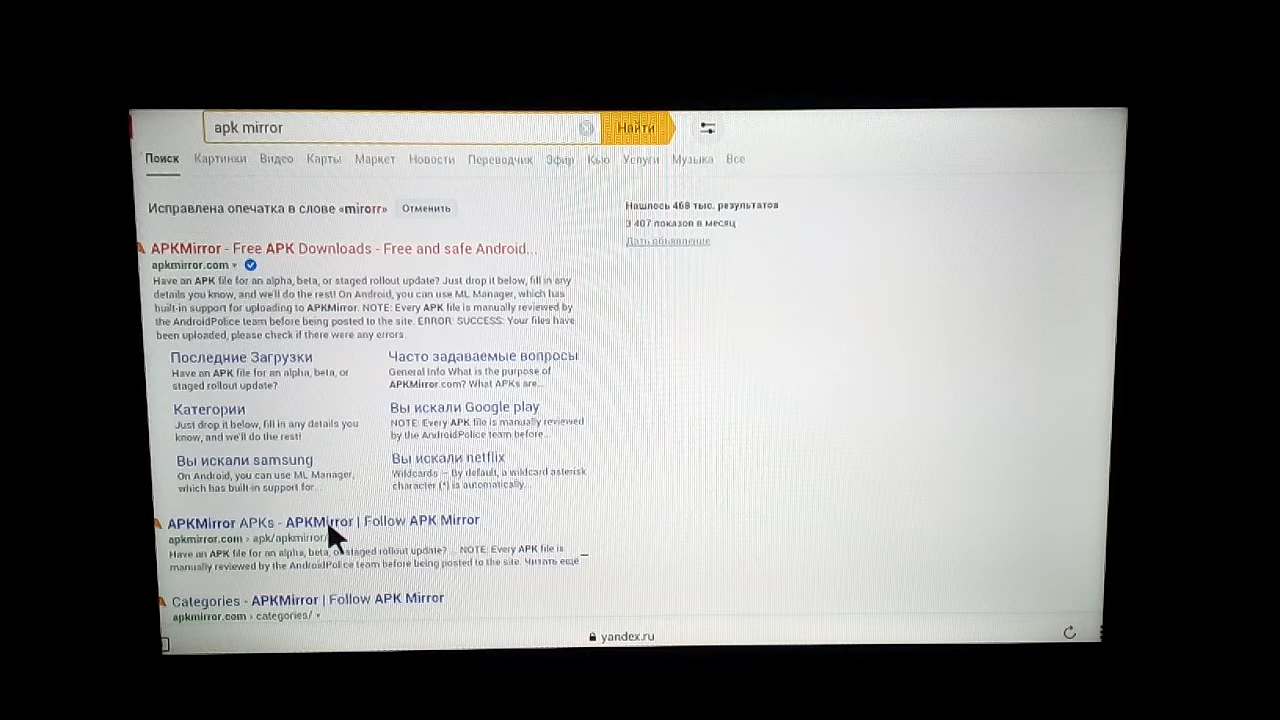 apk mirror
Найти
Поиск Картинки Видео Карты Маркет Новости Переводчик Эфир Кью Услуги Музыка Все
Исправлена опечатка в слове «mirorr» Отменить
Нашлось 468 тыс. результатов
3 407 показов в месяц
Дать объявление
APKMirror - Free APK Downloads - Free and safe Android...
apkmirror.com
Have an APK file for an alpha, beta, or staged rollout update? Just drop it below, fill in any
details you know, and we'll do the rest! On Android, you can use ML Manager, which has
built-in support for uploading to APKMirror. NOTE: Every APK file is manually reviewed by
the AndroidPolice team before being posted to the site. ERROR: SUCCESS: Your files have
been uploaded, please check if there were any errors.
Последние Загрузки
Have an APK file for an alpha, beta, or
staged rollout update?
Часто задаваемые вопросы
General Info What is the purpose of
APKMirror.com? What APKs are...
Категории
Just drop it below, fill in any details you
know, and we'll do the rest!
Вы искали Google play
NOTE: Every APK file is manually reviewed
by the AndroidPolice team before...
Вы искали samsung
On Android, you can use ML Manager,
which has built-in support for...
Вы искали netflix
Wildcards — By default, a wildcard asterisk
character (*) is automatically...
APKMirror APKs - APKMirror | Follow APK Mirror
apkmirror.com › apk/apkmirror/
Have an APK file for an alpha, beta, or staged rollout update? ... NOTE: Every APK file is
manually reviewed by the AndroidPolice team before being posted to the site. Читать ещё
Categories - APKMirror | Follow APK Mirror
apkmirror.com › categories/
yandex.ru